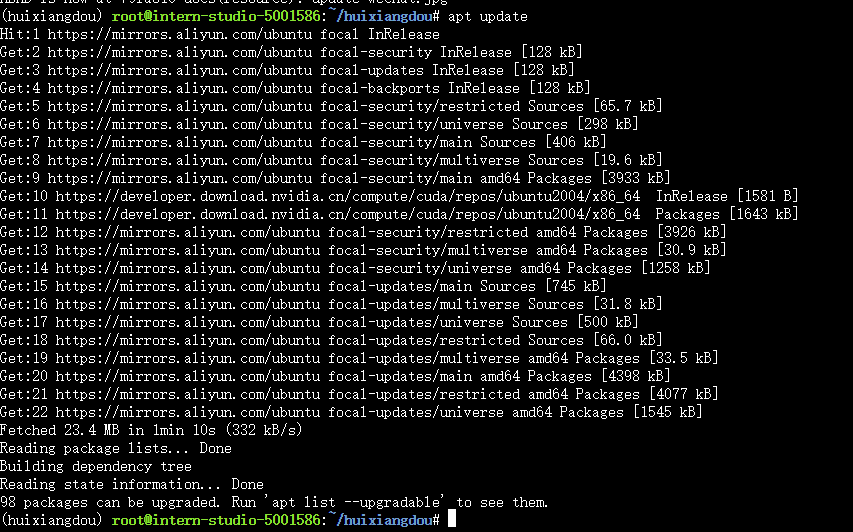 (huixiangdou) root@intern-studio-5001586:~/huixiangdou# apt update
Hit:1 https://mirrors.aliyun.com/ubuntu focal InRelease
Get:2 https://mirrors.aliyun.com/ubuntu focal-security InRelease [128 kB]
Get:3 https://mirrors.aliyun.com/ubuntu focal-updates InRelease [128 kB]
Get:4 https://mirrors.aliyun.com/ubuntu focal-backports InRelease [128 kB]
Get:5 https://mirrors.aliyun.com/ubuntu focal-security/restricted Sources [65.7 kB]
Get:6 https://mirrors.aliyun.com/ubuntu focal-security/universe Sources [298 kB]
Get:7 https://mirrors.aliyun.com/ubuntu focal-security/main Sources [406 kB]
Get:8 https://mirrors.aliyun.com/ubuntu focal-security/multiverse Sources [19.6 kB]
Get:9 https://mirrors.aliyun.com/ubuntu focal-security/main amd64 Packages [3933 kB]
Get:10 https://developer.download.nvidia.cn/compute/cuda/repos/ubuntu2004/x86_64  InRelease [1581 B]
Get:11 https://developer.download.nvidia.cn/compute/cuda/repos/ubuntu2004/x86_64  Packages [1643 kB]
Get:12 https://mirrors.aliyun.com/ubuntu focal-security/restricted amd64 Packages [3926 kB]
Get:13 https://mirrors.aliyun.com/ubuntu focal-security/multiverse amd64 Packages [30.9 kB]
Get:14 https://mirrors.aliyun.com/ubuntu focal-security/universe amd64 Packages [1258 kB]
Get:15 https://mirrors.aliyun.com/ubuntu focal-updates/main Sources [745 kB]
Get:16 https://mirrors.aliyun.com/ubuntu focal-updates/multiverse Sources [31.8 kB]
Get:17 https://mirrors.aliyun.com/ubuntu focal-updates/universe Sources [500 kB]
Get:18 https://mirrors.aliyun.com/ubuntu focal-updates/restricted Sources [66.0 kB]
Get:19 https://mirrors.aliyun.com/ubuntu focal-updates/multiverse amd64 Packages [33.5 kB]
Get:20 https://mirrors.aliyun.com/ubuntu focal-updates/main amd64 Packages [4398 kB]
Get:21 https://mirrors.aliyun.com/ubuntu focal-updates/restricted amd64 Packages [4077 kB]
Get:22 https://mirrors.aliyun.com/ubuntu focal-updates/universe amd64 Packages [1545 kB]
Fetched 23.4 MB in 1min 10s (332 kB/s)
Reading package lists... Done
Building dependency tree
Reading state information... Done
98 packages can be upgraded. Run 'apt list --upgradable' to see them.
(huixiangdou) root@intern-studio-5001586:~/huixiangdou#